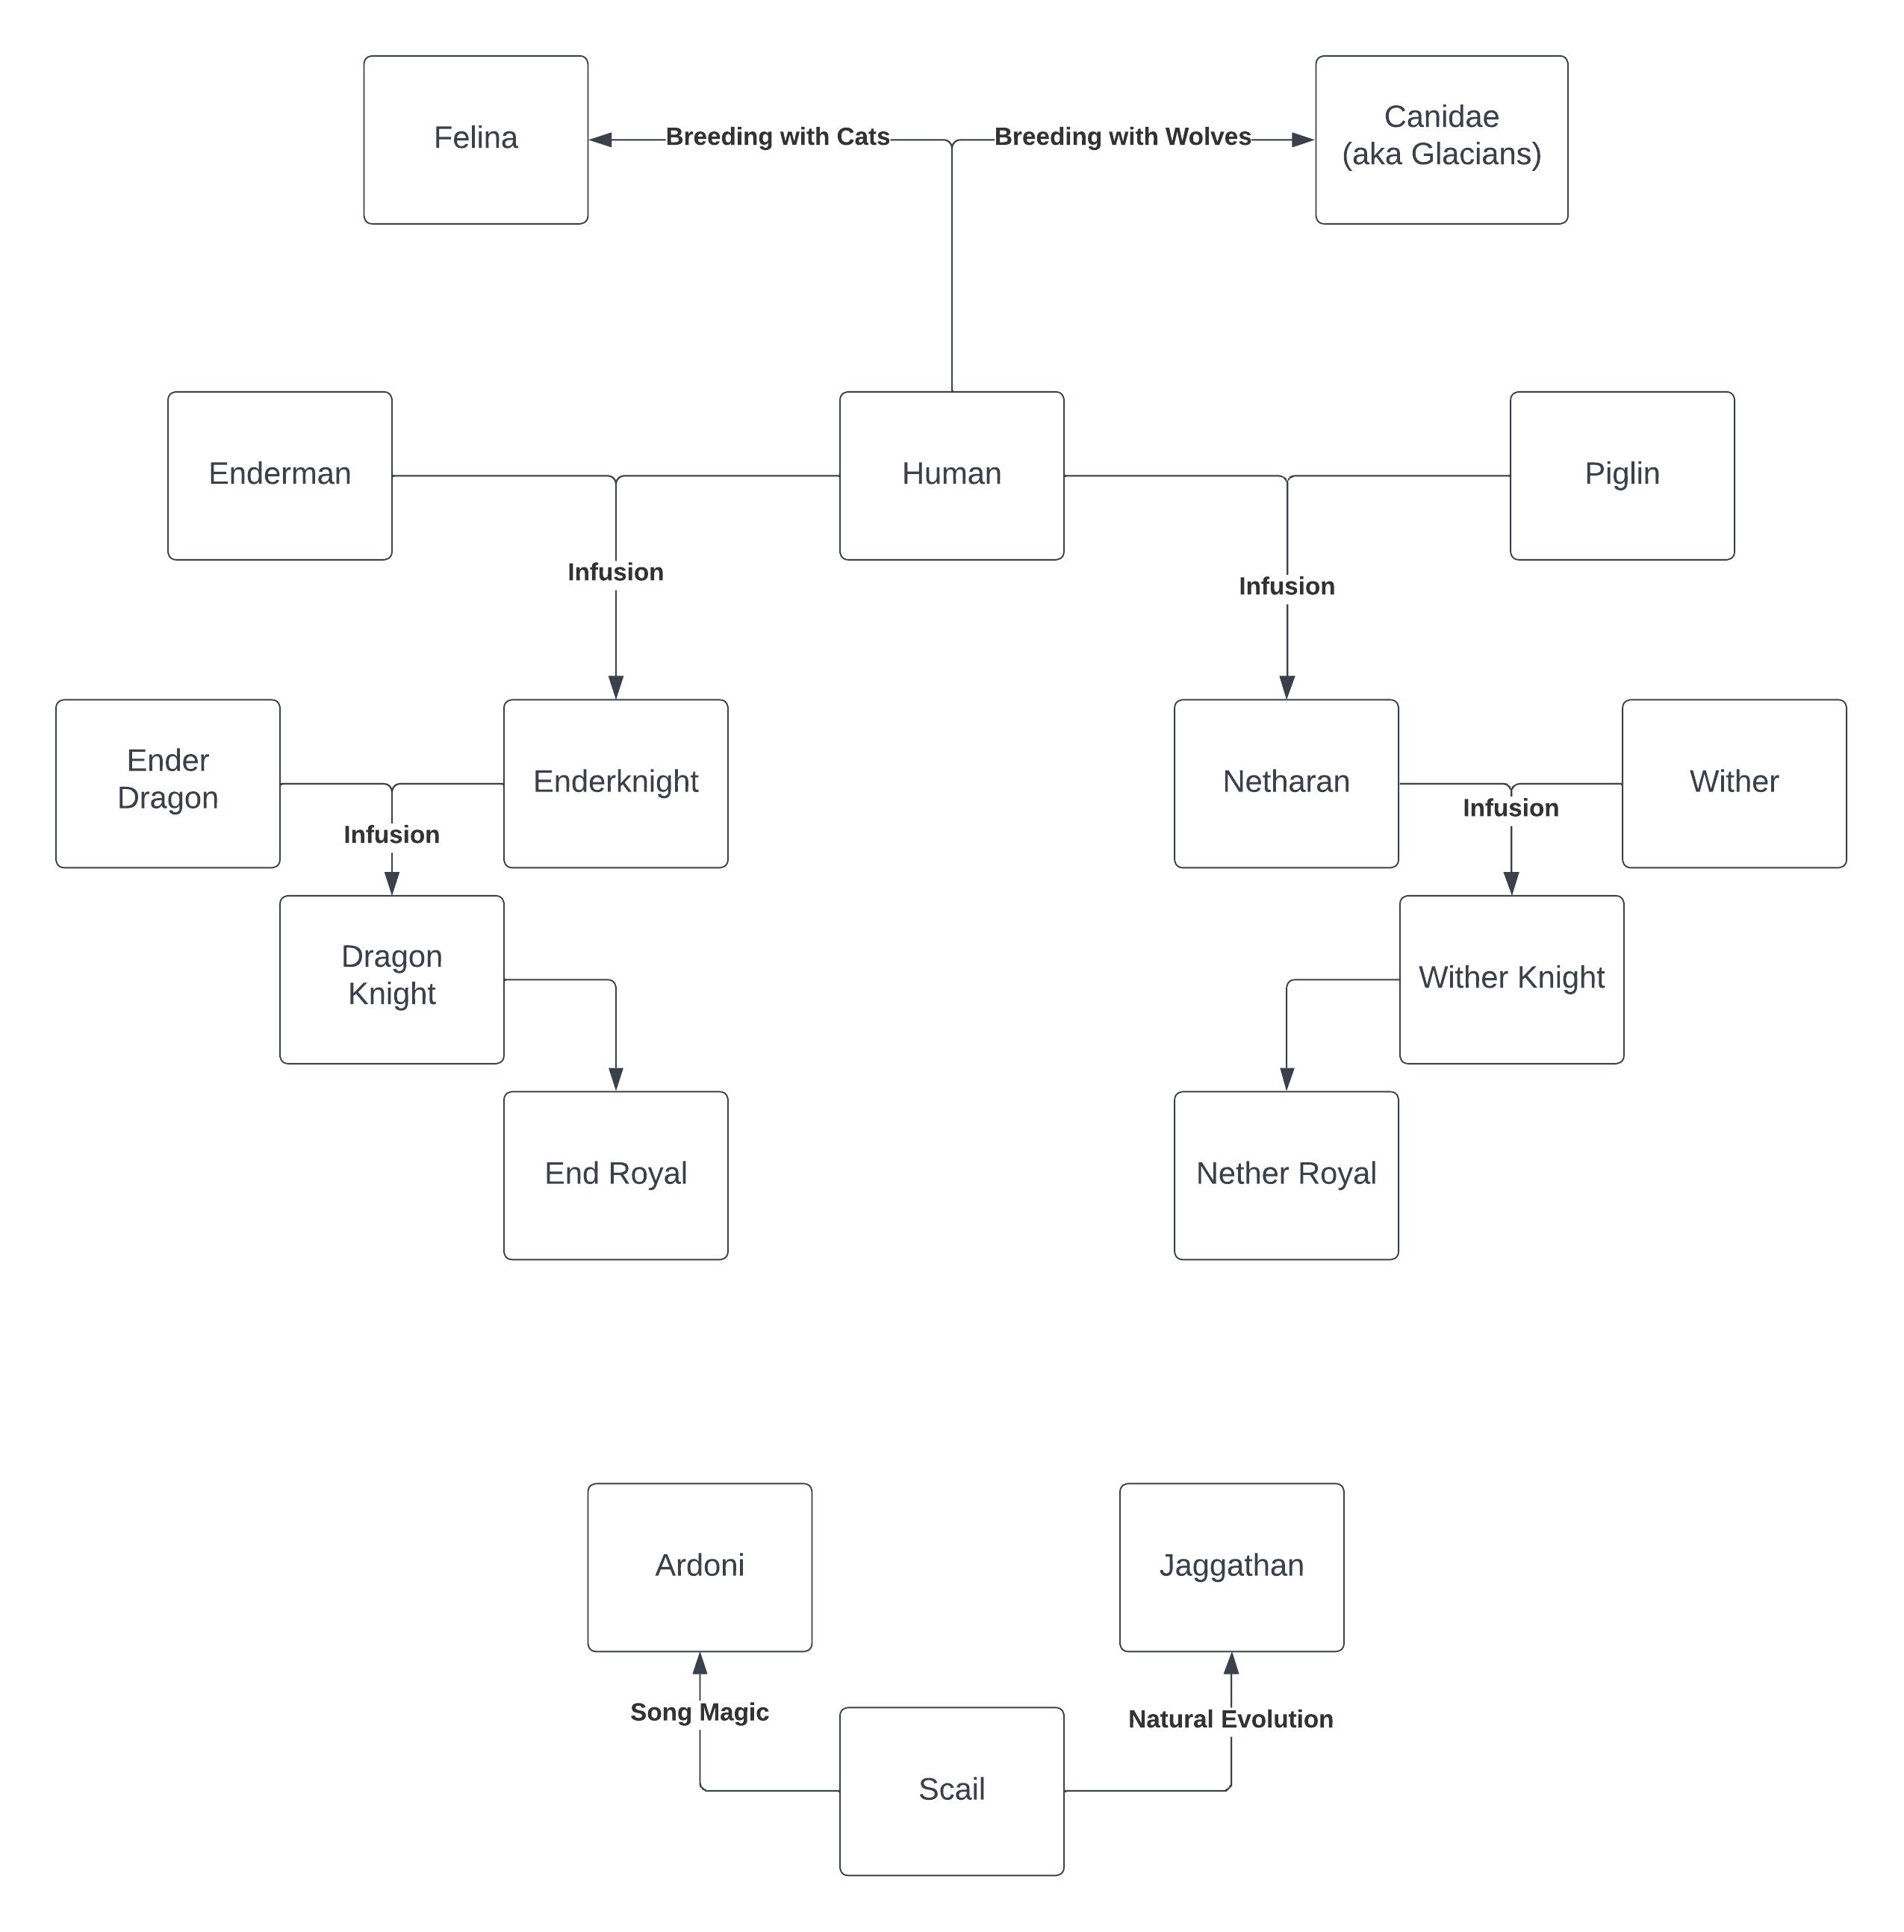 Felina
Breeding with Cats
Breeding with Wolves
Canidae
(aka Glacians)
Enderman
Human
Piglin
Infusion
Infusion
Ender
Dragon
Enderknight
Netharan
Wither
Infusion
Infusion
Dragon
Knight
Wither Knight
End Royal
Nether Royal
Ardoni
Jaggathan
Song Magic
Natural Evolution
Scail